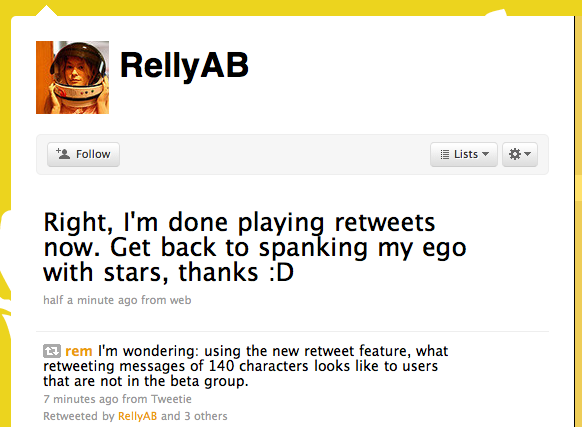 RellyAB
Follow
Lists
Right, I'm done playing retweets
now. Get back to spanking my ego
with stars, thanks :D
half a minute ago from web
rem I'm wondering: using the new retweet feature, what
retweeting messages of 140 characters looks like to users
that are not in the beta group.
7 minutes ago from Tweetie
Retweeted by RellyAB and 3 others